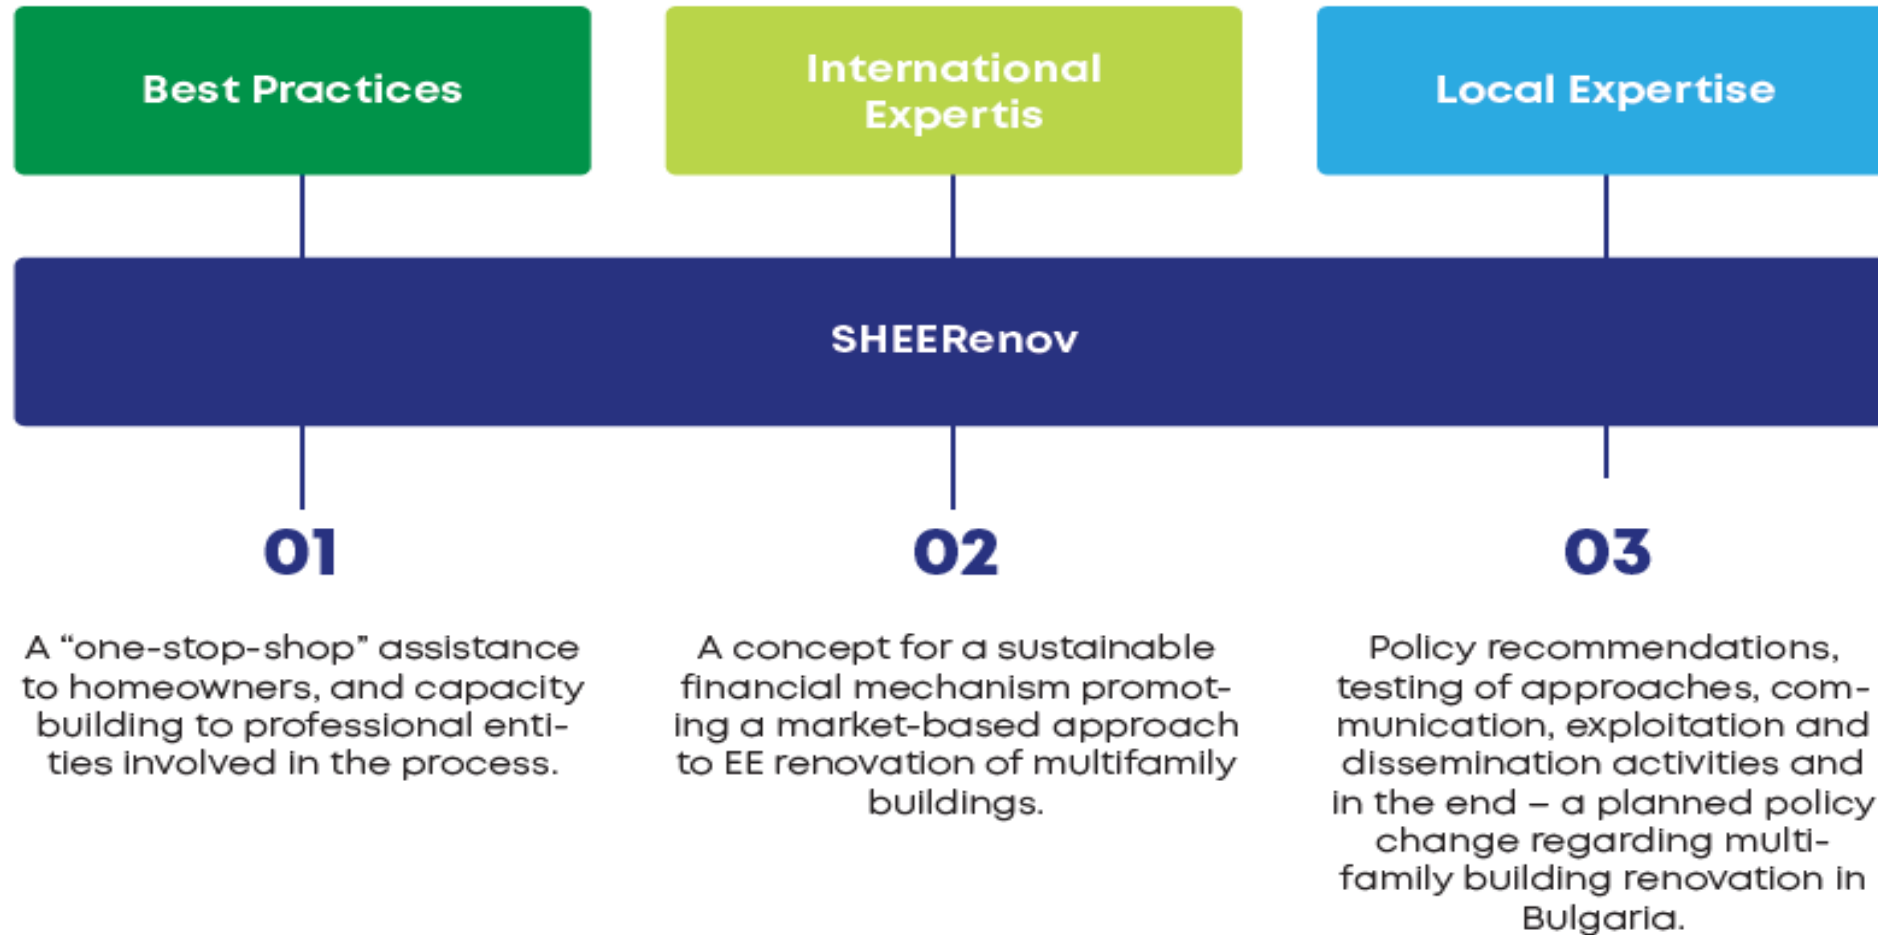 Best Practices
International
Expertis
Local Expertise
SHEERenov
01
A “one-stop-shop” assistance
to homeowners, and capacity
building to professional enti-
ties involved in the process.
02
A concept for a sustainable
financial mechanism promot-
ing a market-based approach
to EE renovation of multifamily
buildings.
03
Policy recommendations,
testing of approaches, com-
munication, exploitation and
dissemination activities and
in the end – a planned policy
change regarding multi-
family building renovation in
Bulgaria.